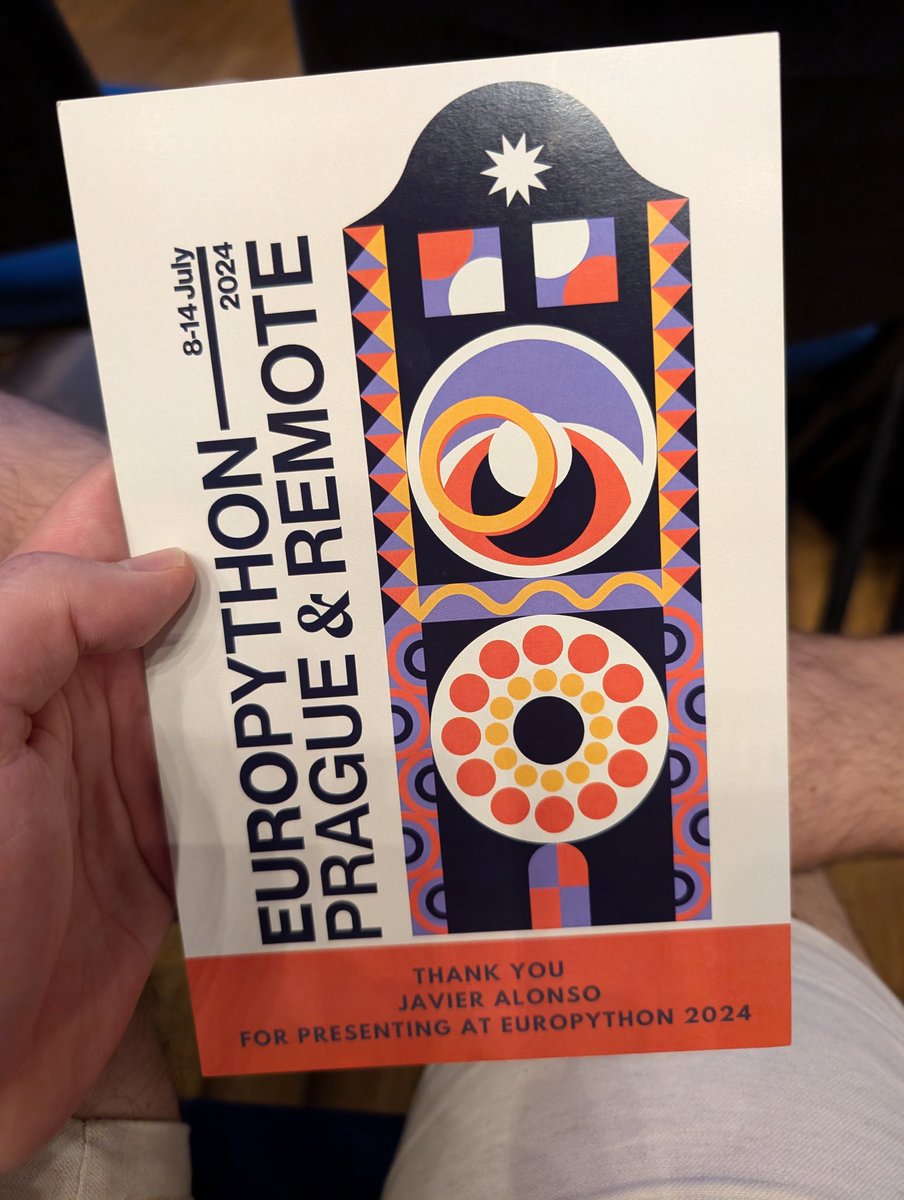 8-14 July
2024
EUROPYTHON
PRAGUE & REMOTE
THANK YOU
JAVIER ALONSO
FOR PRESENTING AT EUROPYTHON 2024